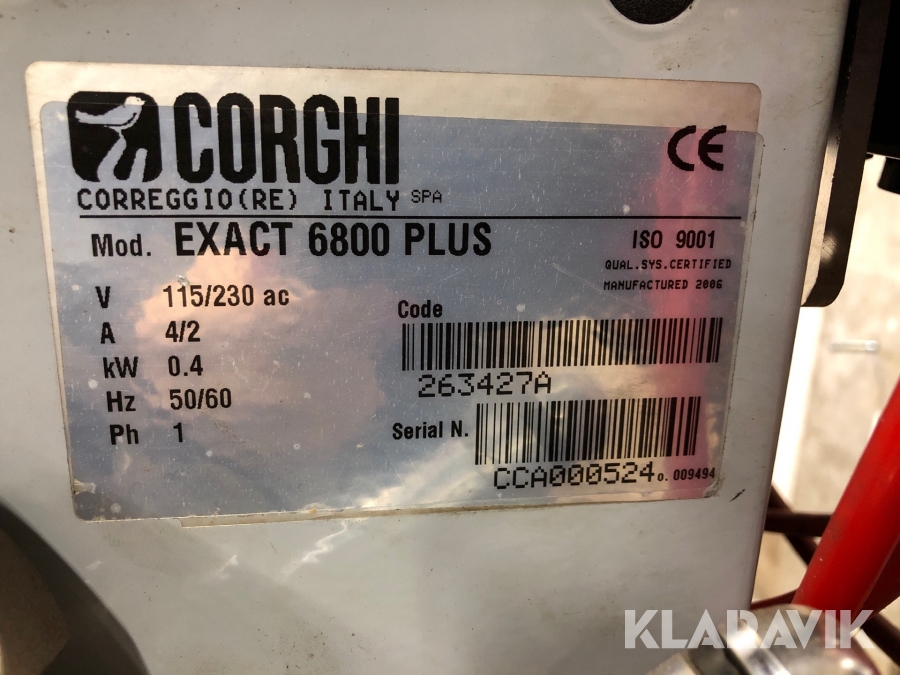 CORGHI
CORREGGIO(RE) ITALY SPA
Mod. EXACT 6800 PLUS
V 115/230 ac
A 4/2
kW 0.4
Hz 50/60
Ph 1
CE
ISO 9001
QUAL.SYS.CERTIFIED
MANUFACTURED 2006
Code
263427A
Serial N.
CCA000524 o. 009494
KLARAVIK